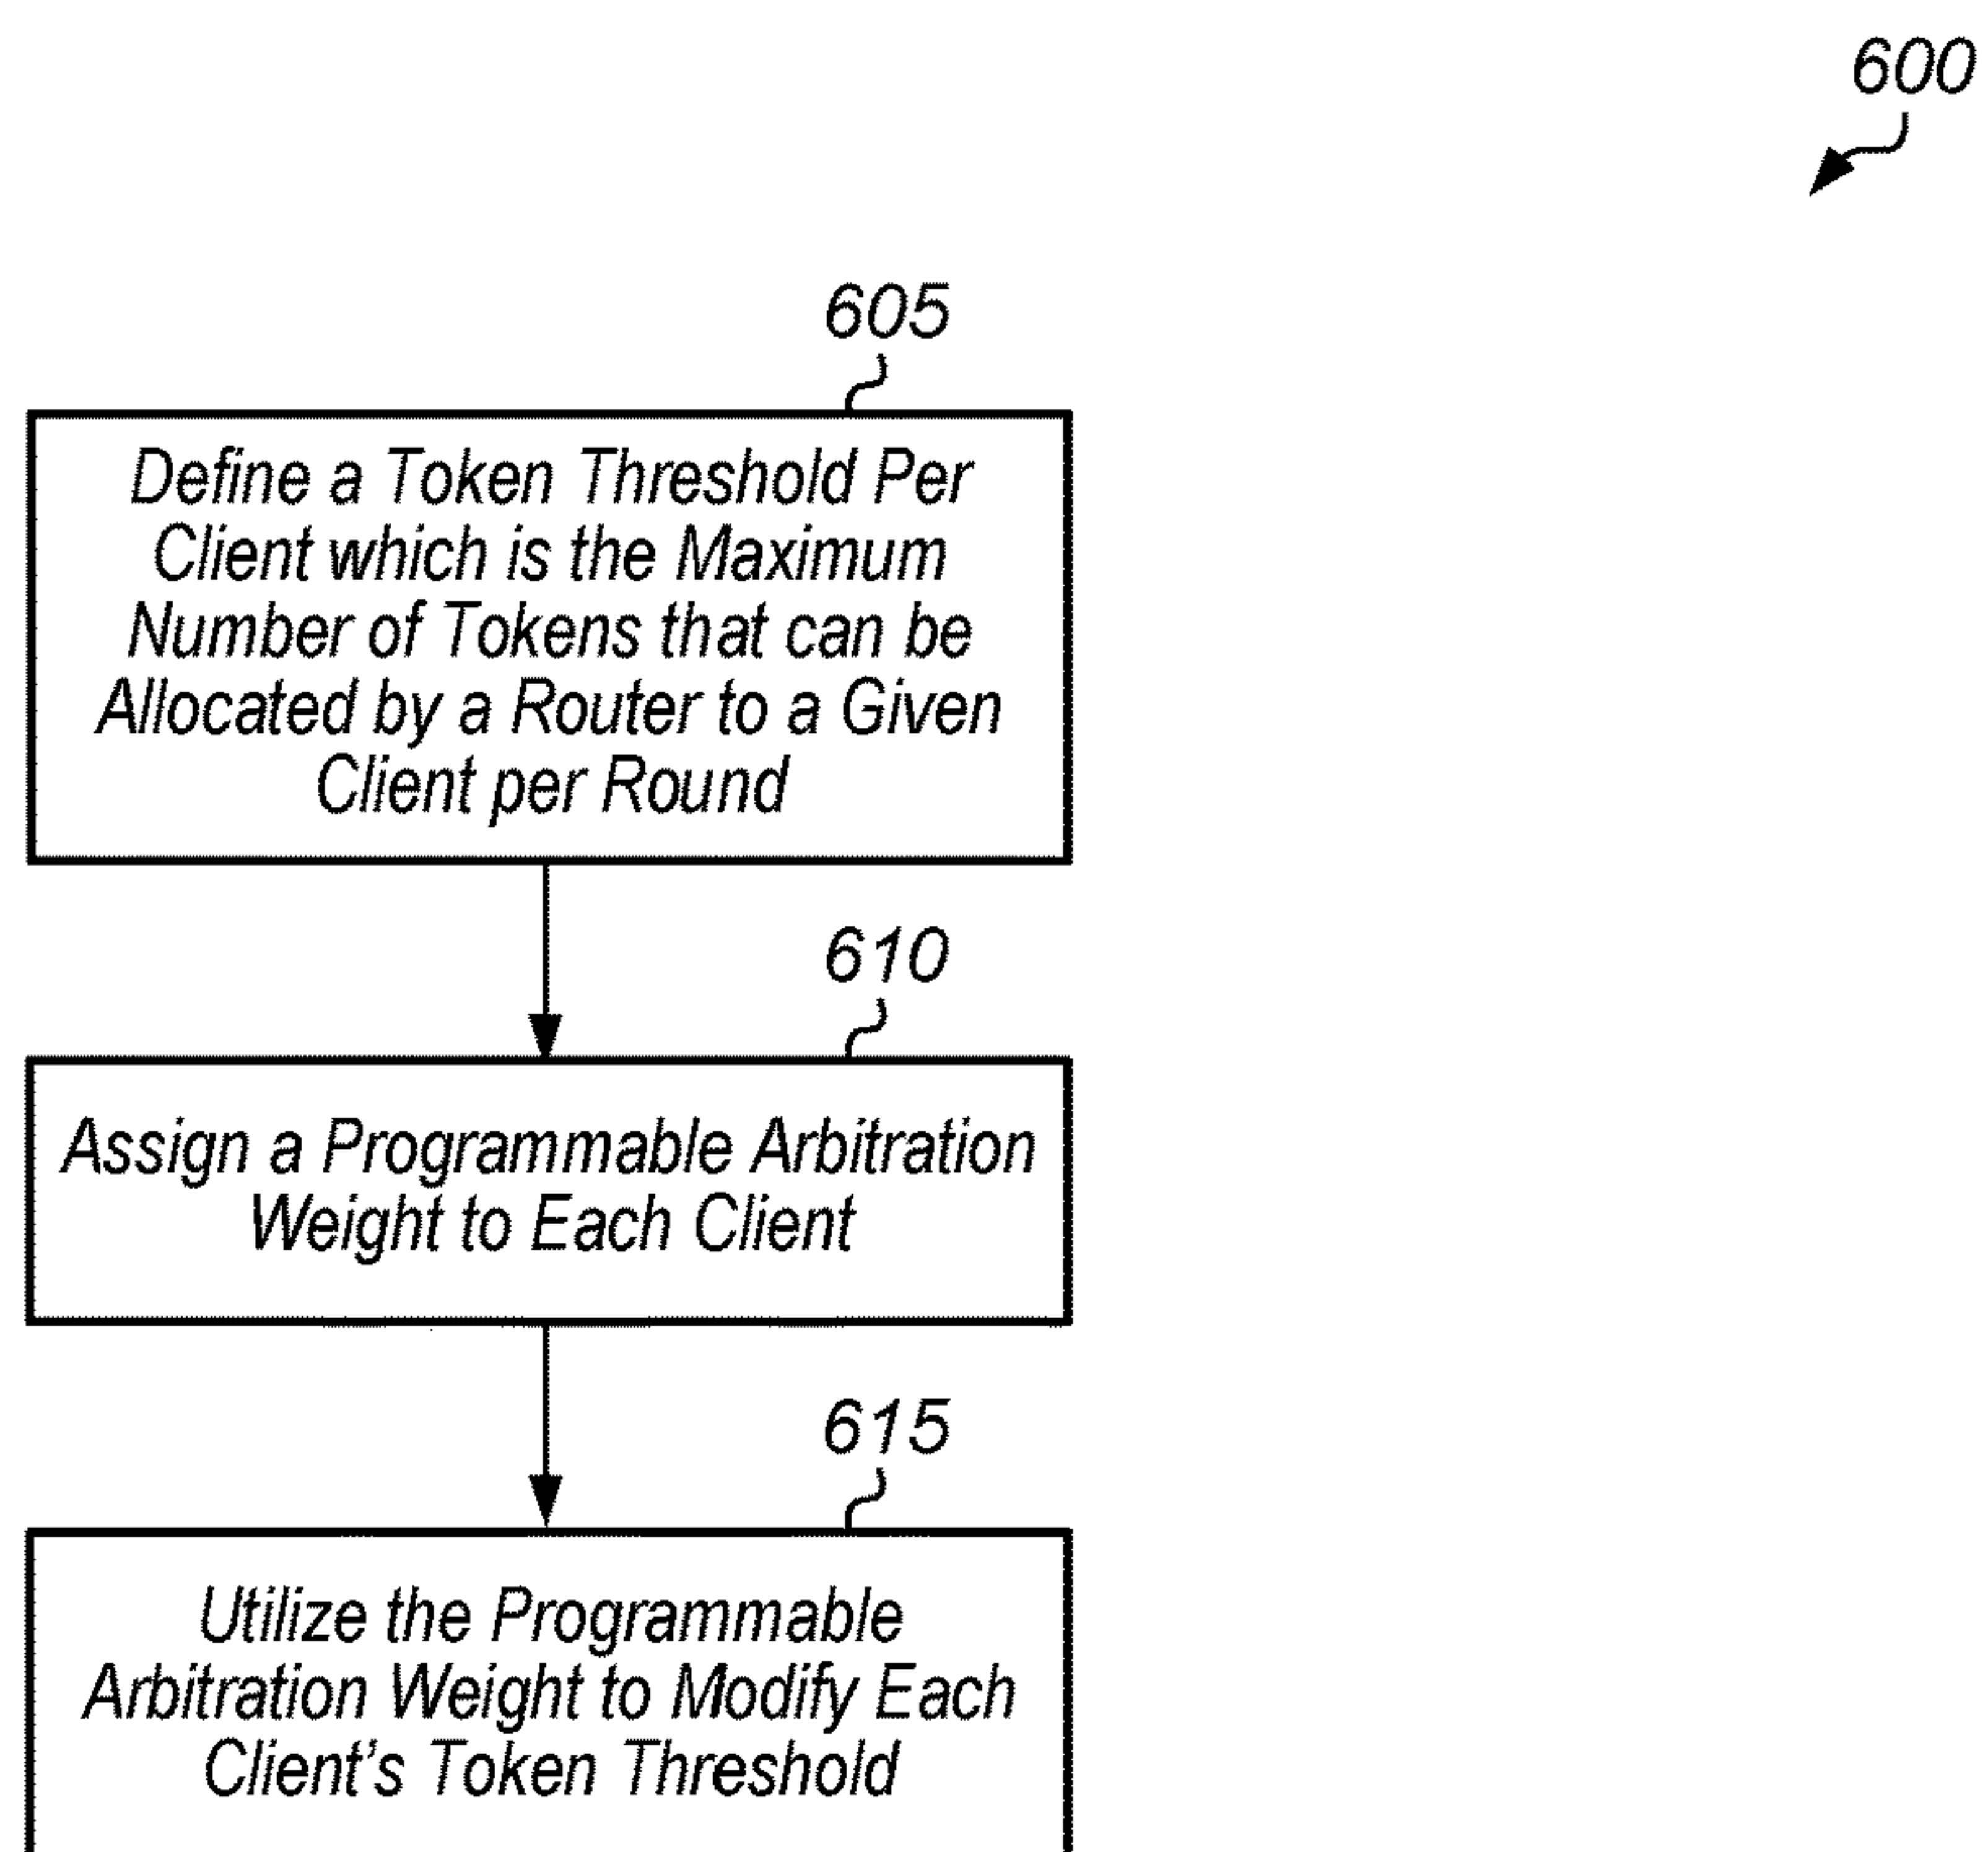 600
605
Define a Token Threshold Per
Client which is the Maximum
Number of Tokens that can be
Allocated by a Router to a Given
Client per Round
610
Assign a Programmable Arbitration
Weight to Each Client
615
Utilize the Programmable
Arbitration Weight to Modify Each
Client's Token Threshold